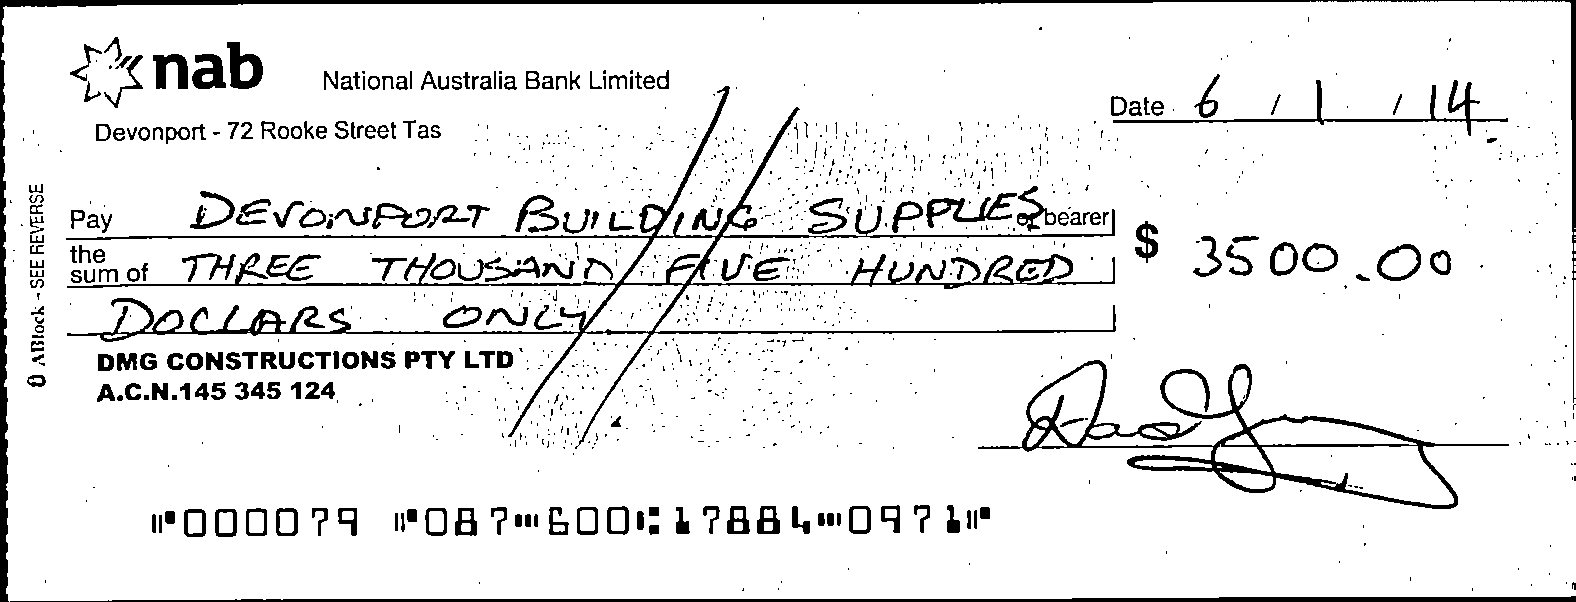 nab
National Australia Bank Limited
Devonport - 72 Rooke Street Tas
Date 6 / 1 / 14
Pay DEVONPORT BUILDING SUPPLIES or bearer
the sum of THREE THOUSAND FIVE HUNDRED
DOLLARS ONLY
$ 3500.00
DMG CONSTRUCTIONS PTY LTD
A.C.N.145 345 124
ABlock - SEE REVERSE
⑈000079 ⑈087⑉600⑆17884⑉0971⑈